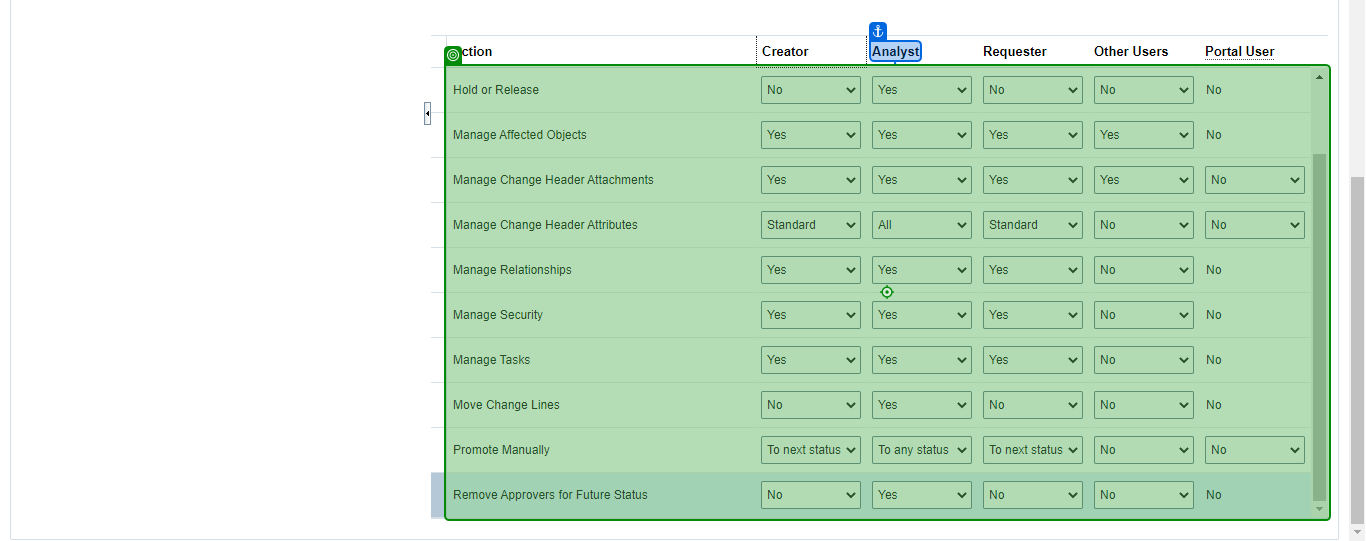 ction Creator Analyst Requester Other Users Portal User
Hold or Release No Yes No No No
Manage Affected Objects Yes Yes Yes Yes No
Manage Change Header Attachments Yes Yes Yes Yes No
Manage Change Header Attributes Standard All Standard No No
Manage Relationships Yes Yes Yes No No
Manage Security Yes Yes Yes No No
Manage Tasks Yes Yes Yes No No
Move Change Lines No Yes No No No
Promote Manually To next status To any status To next status No No
Remove Approvers for Future Status No Yes No No No